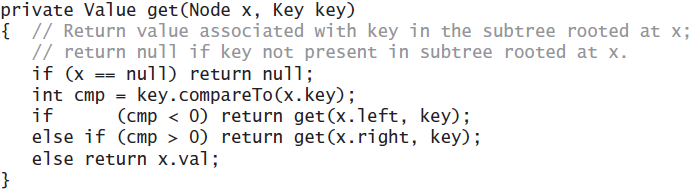 private Value get(Node x, Key key)
{  // Return value associated with key in the subtree rooted at x;
   // return null if key not present in subtree rooted at x.
   if (x == null) return null;
   int cmp = key.compareTo(x.key);
   if      (cmp < 0) return get(x.left, key);
   else if (cmp > 0) return get(x.right, key);
   else return x.val;
}